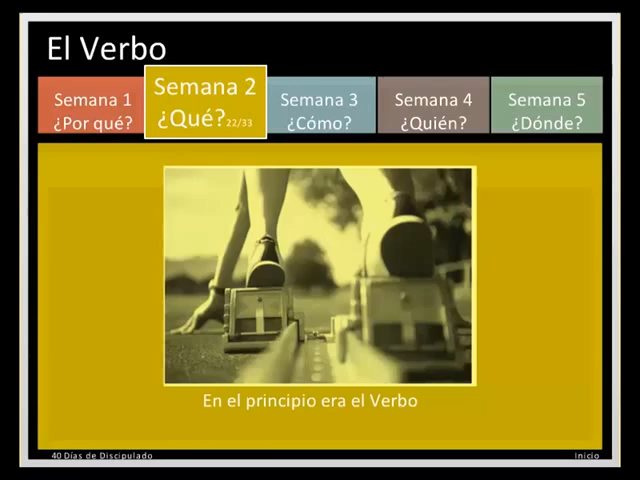 El Verbo
Semana 1
¿Por qué?
Semana 2
¿Qué?22/33
Semana 3
¿Cómo?
Semana 4
¿Quién?
Semana 5
¿Dónde?
En el principio era el Verbo
40 Días de Discipulado
Inicio